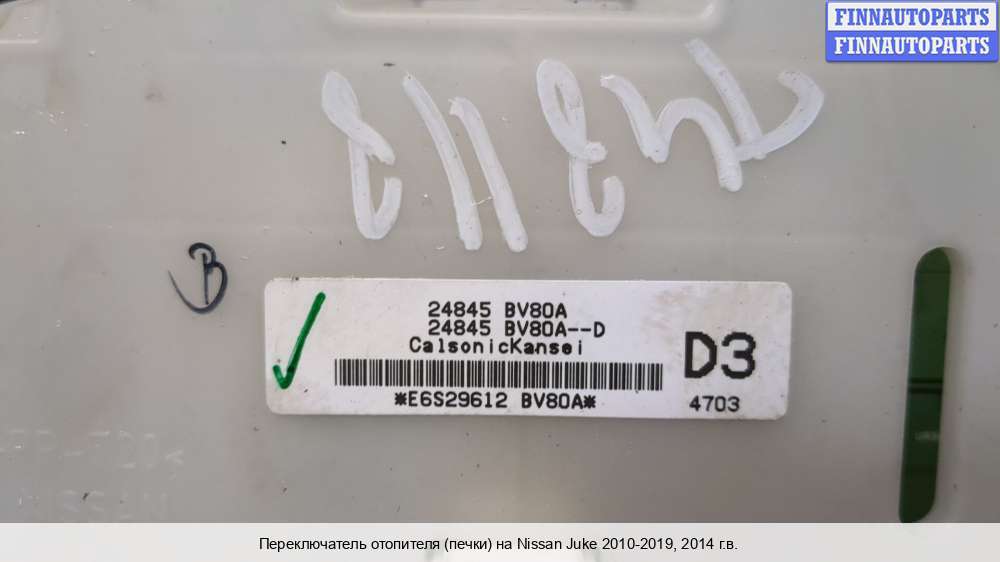 FINNAUTOPARTS
FINNAUTOPARTS
B
24845 BV80A
24845 BV80A--D
CalsonicKansei
D3
*E6S29612 BV80A*
4703
Переключатель отопителя (печки) на Nissan Juke 2010-2019, 2014 г.в.